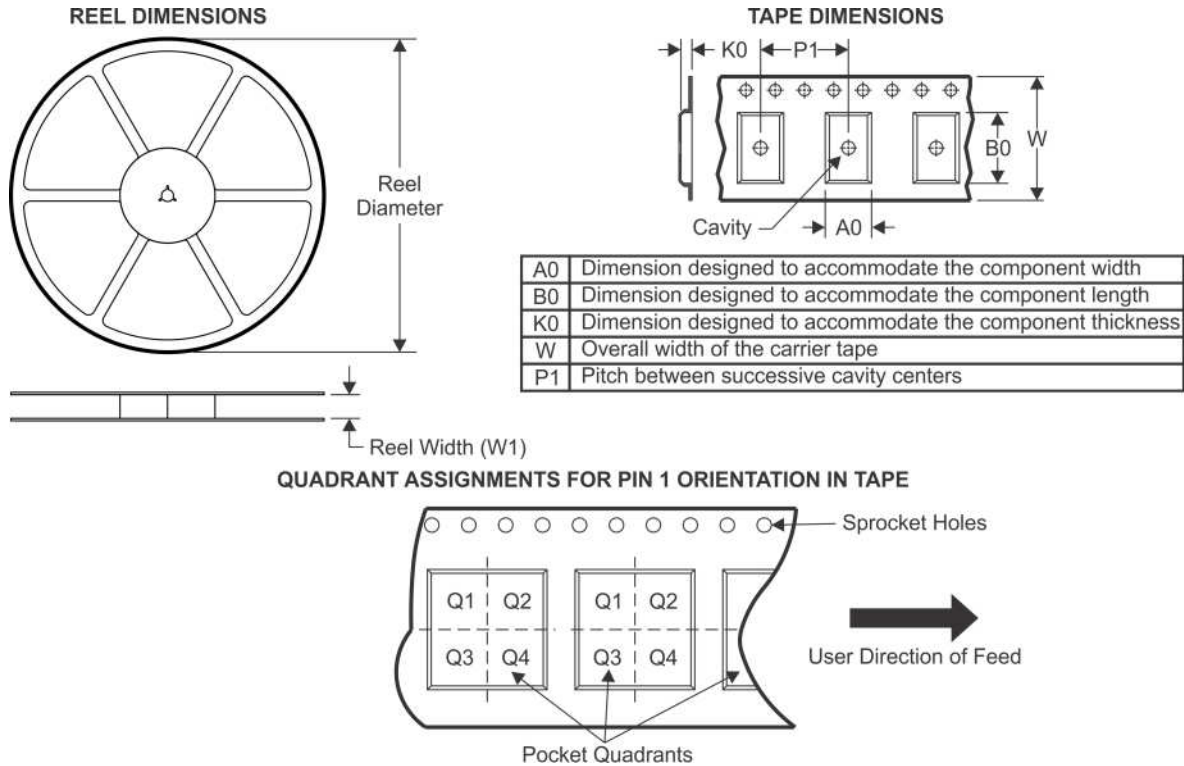 REEL DIMENSIONS
Reel
Diameter
Reel Width (W1)
TAPE DIMENSIONS
K0
P1
B0
W
Cavity
A0
A0 Dimension designed to accommodate the component width
B0 Dimension designed to accommodate the component length
K0 Dimension designed to accommodate the component thickness
W Overall width of the carrier tape
P1 Pitch between successive cavity centers
QUADRANT ASSIGNMENTS FOR PIN 1 ORIENTATION IN TAPE
Sprocket Holes
Q1 Q2 Q1 Q2
Q3 Q4 Q3 Q4
User Direction of Feed
Pocket Quadrants